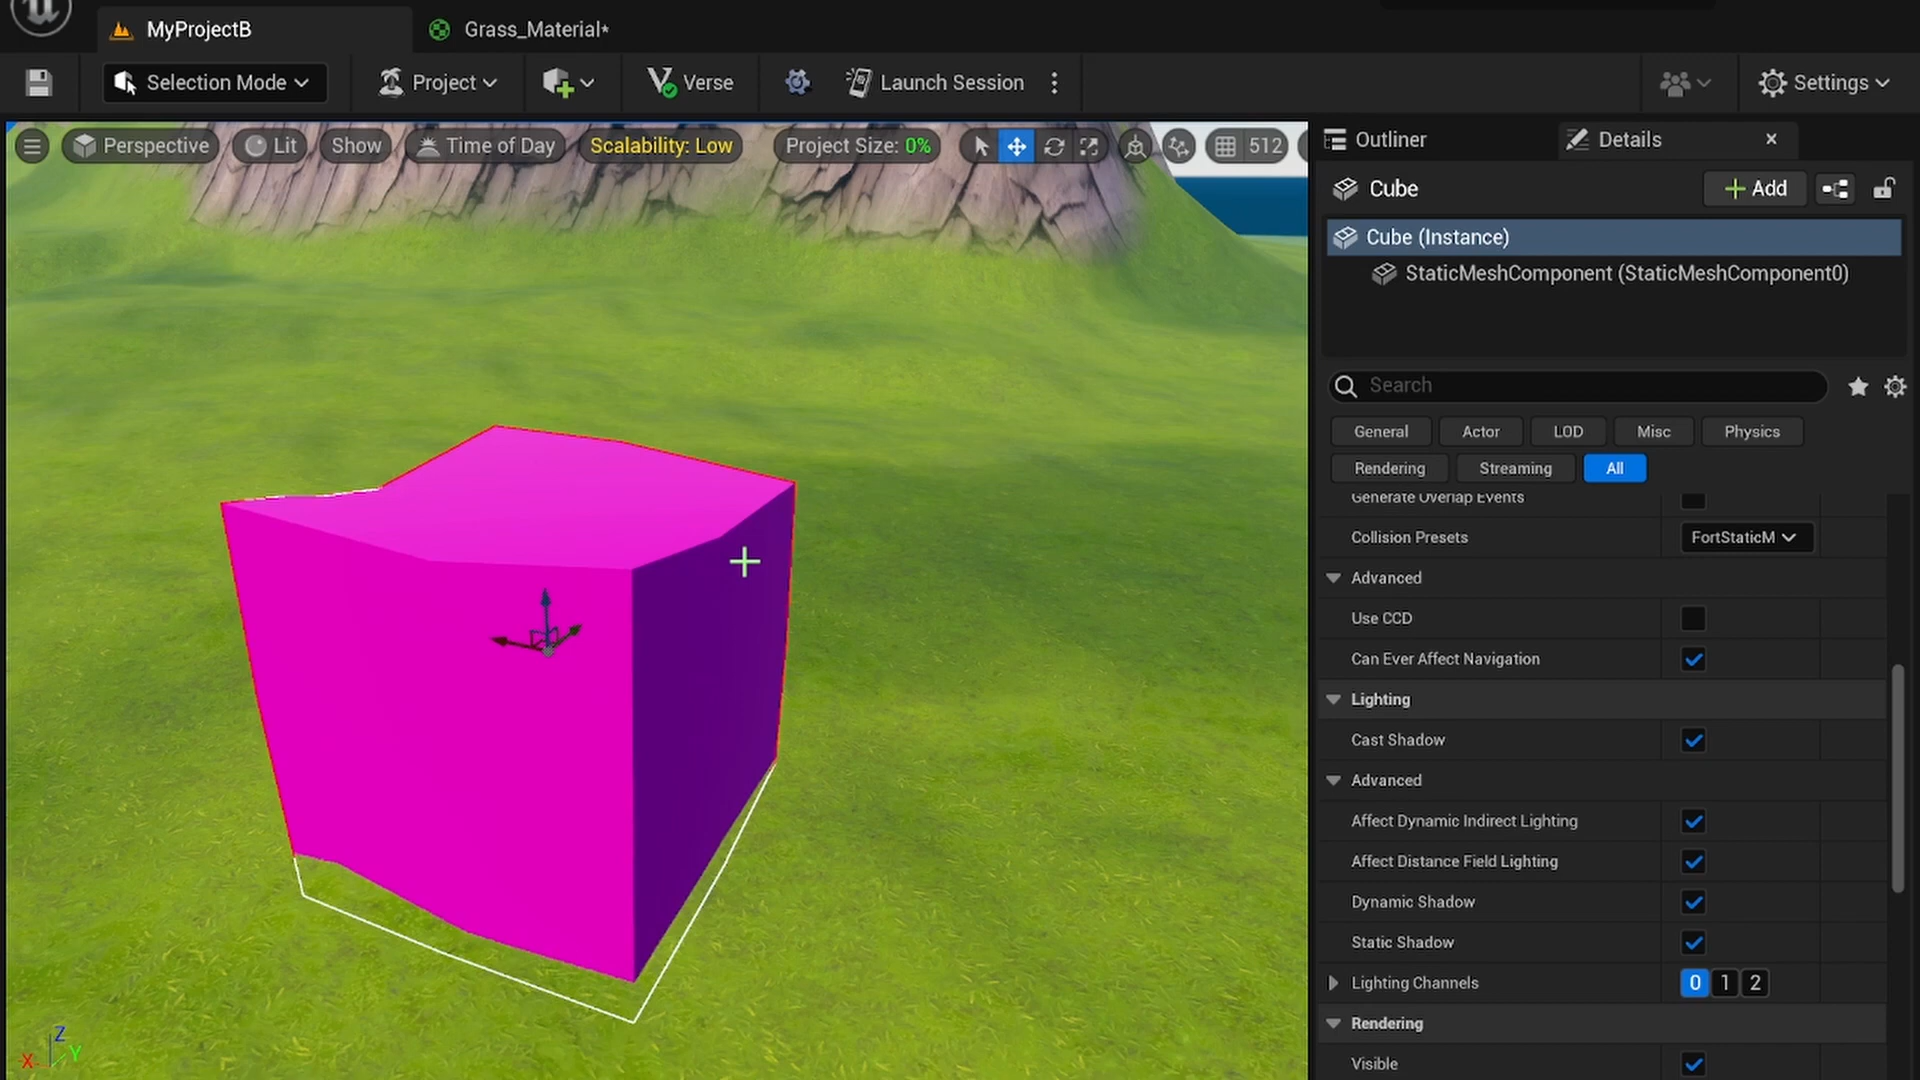 MyProjectB
Grass_Material*
Selection Mode
Project
Verse
Launch Session
Settings
Perspective
Lit
Show
Time of Day
Scalability: Low
Project Size: 0%
512
Outliner
Details
Cube
+ Add
Cube (Instance)
StaticMeshComponent (StaticMeshComponent0)
Search
General
Actor
LOD
Misc
Physics
Rendering
Streaming
All
Generate Overlap Events
Collision Presets
FortStaticM
Advanced
Use CCD
Can Ever Affect Navigation
Lighting
Cast Shadow
Advanced
Affect Dynamic Indirect Lighting
Affect Distance Field Lighting
Dynamic Shadow
Static Shadow
Lighting Channels
0 1 2
Rendering
Visible
Z
X
Y